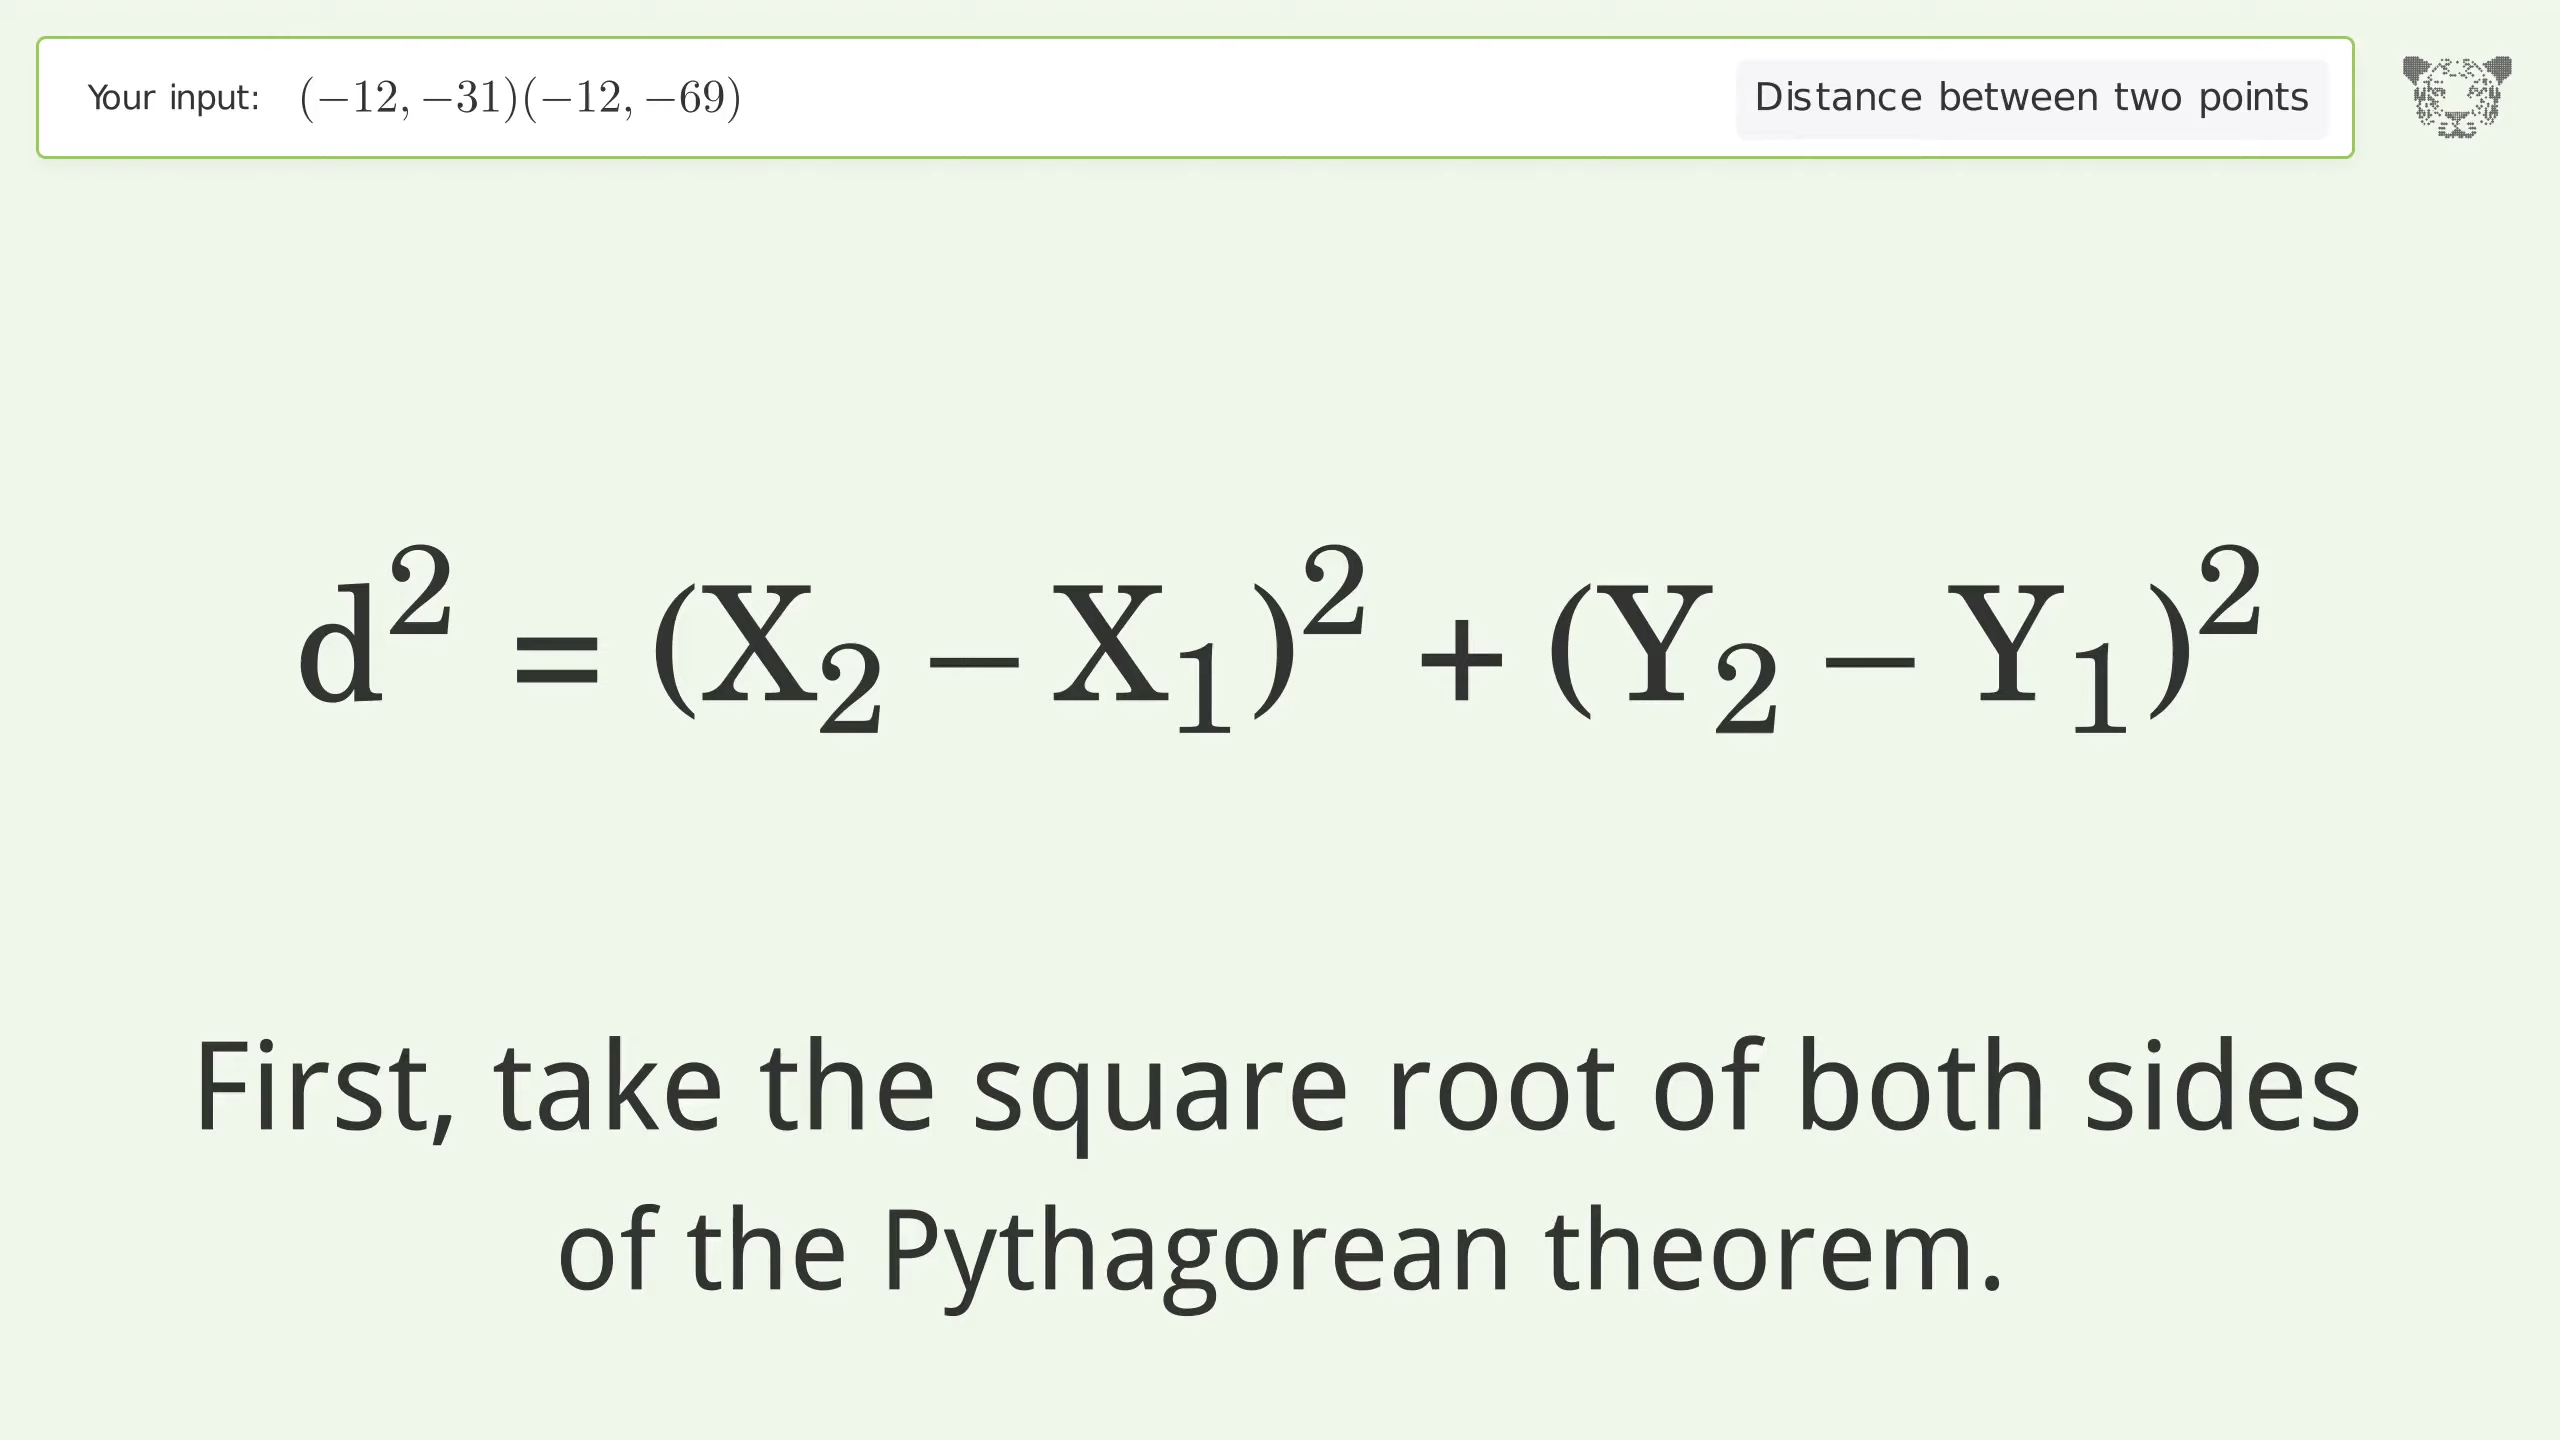 Your input: (−12, −31)(−12, −69)
Distance between two points
d² = (X₂ − X₁)² + (Y₂ − Y₁)²
First, take the square root of both sides
of the Pythagorean theorem.